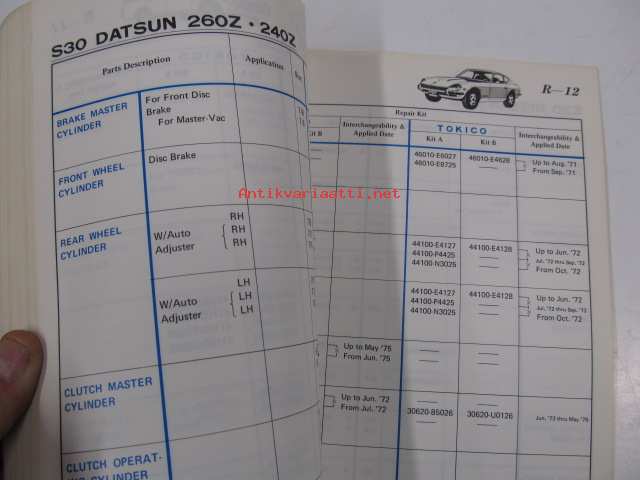 S30 DATSUN 260Z · 240Z
Parts Description
Application
BRAKE MASTER
CYLINDER
For Front Disc
Brake
For Master-Vac
FRONT WHEEL
CYLINDER
Disc Brake
REAR WHEEL
CYLINDER
W/Auto
Adjuster
RH
RH
RH
W/Auto
Adjuster
LH
LH
LH
CLUTCH MASTER
CYLINDER
CLUTCH OPERAT-
R-12
Repair Kit
TOKICO
Kit B
Interchangeability &
Applied Date
Kit A
Kit B
Interchangeability &
Applied Date
46010-E6027 46010-E4628 Up to Aug. '71
46010-E8725 From Sep. '71
44100-E4127 44100-E4128 Up to Jun. '72
44100-P4425 Jul. '72 thru Sep. '72
44100-N3025 From Oct. '72
44100-E4127 44100-E4128 Up to Jun. '72
44100-P4425 Jul. '72 thru Sep. '72
44100-N3025 From Oct. '72
Up to May '75
From Jun. '75
Up to Jun. '72
From Jul. '72
30620-85026 30620-U0126 Jun. '72 thru May. '75
Antikvariaatti.net